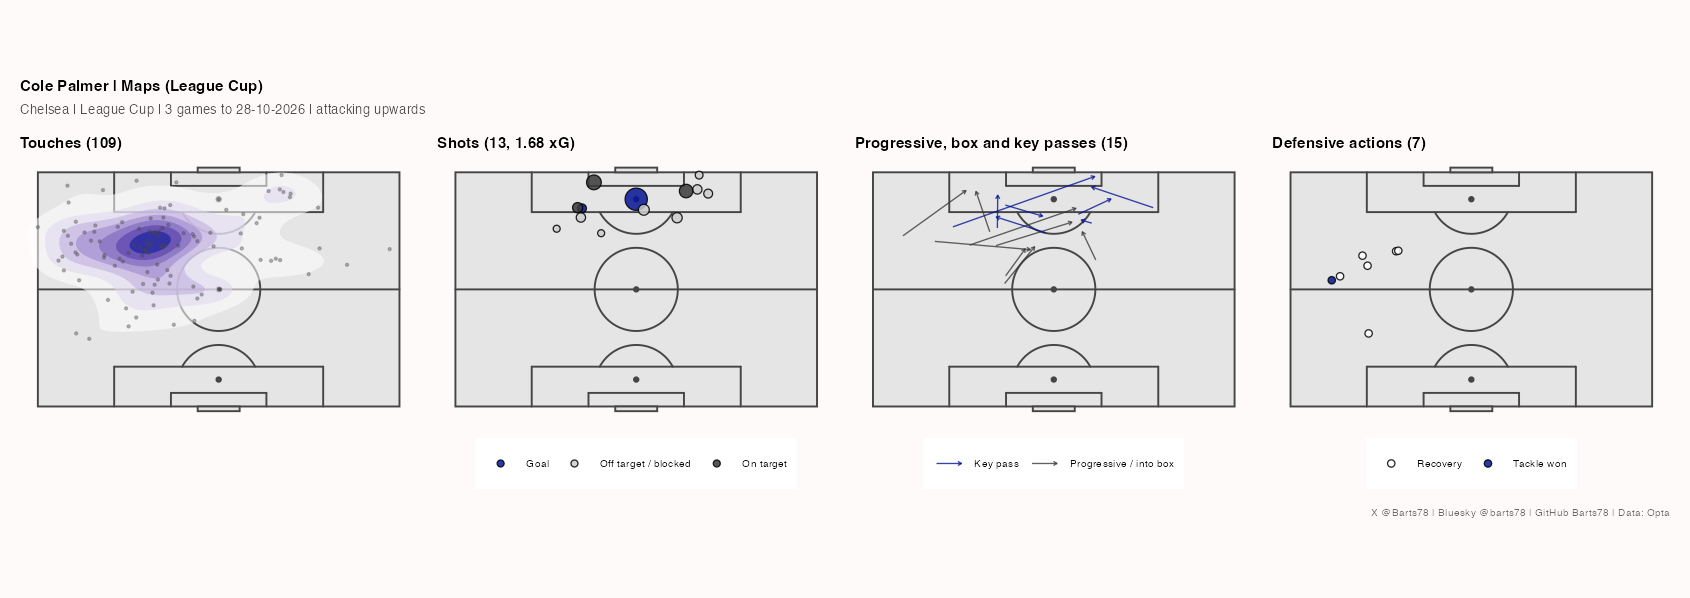 Cole Palmer | Maps (League Cup)
Chelsea | League Cup | 3 games to 28-10-2026 | attacking upwards
Touches (109)
Shots (13, 1.68 xG)
Progressive, box and key passes (15)
Defensive actions (7)
Goal
Off target / blocked
On target
Key pass
Progressive / into box
Recovery
Tackle won
X @Barts78 | Bluesky @barts78 | GitHub Barts78 | Data: Opta